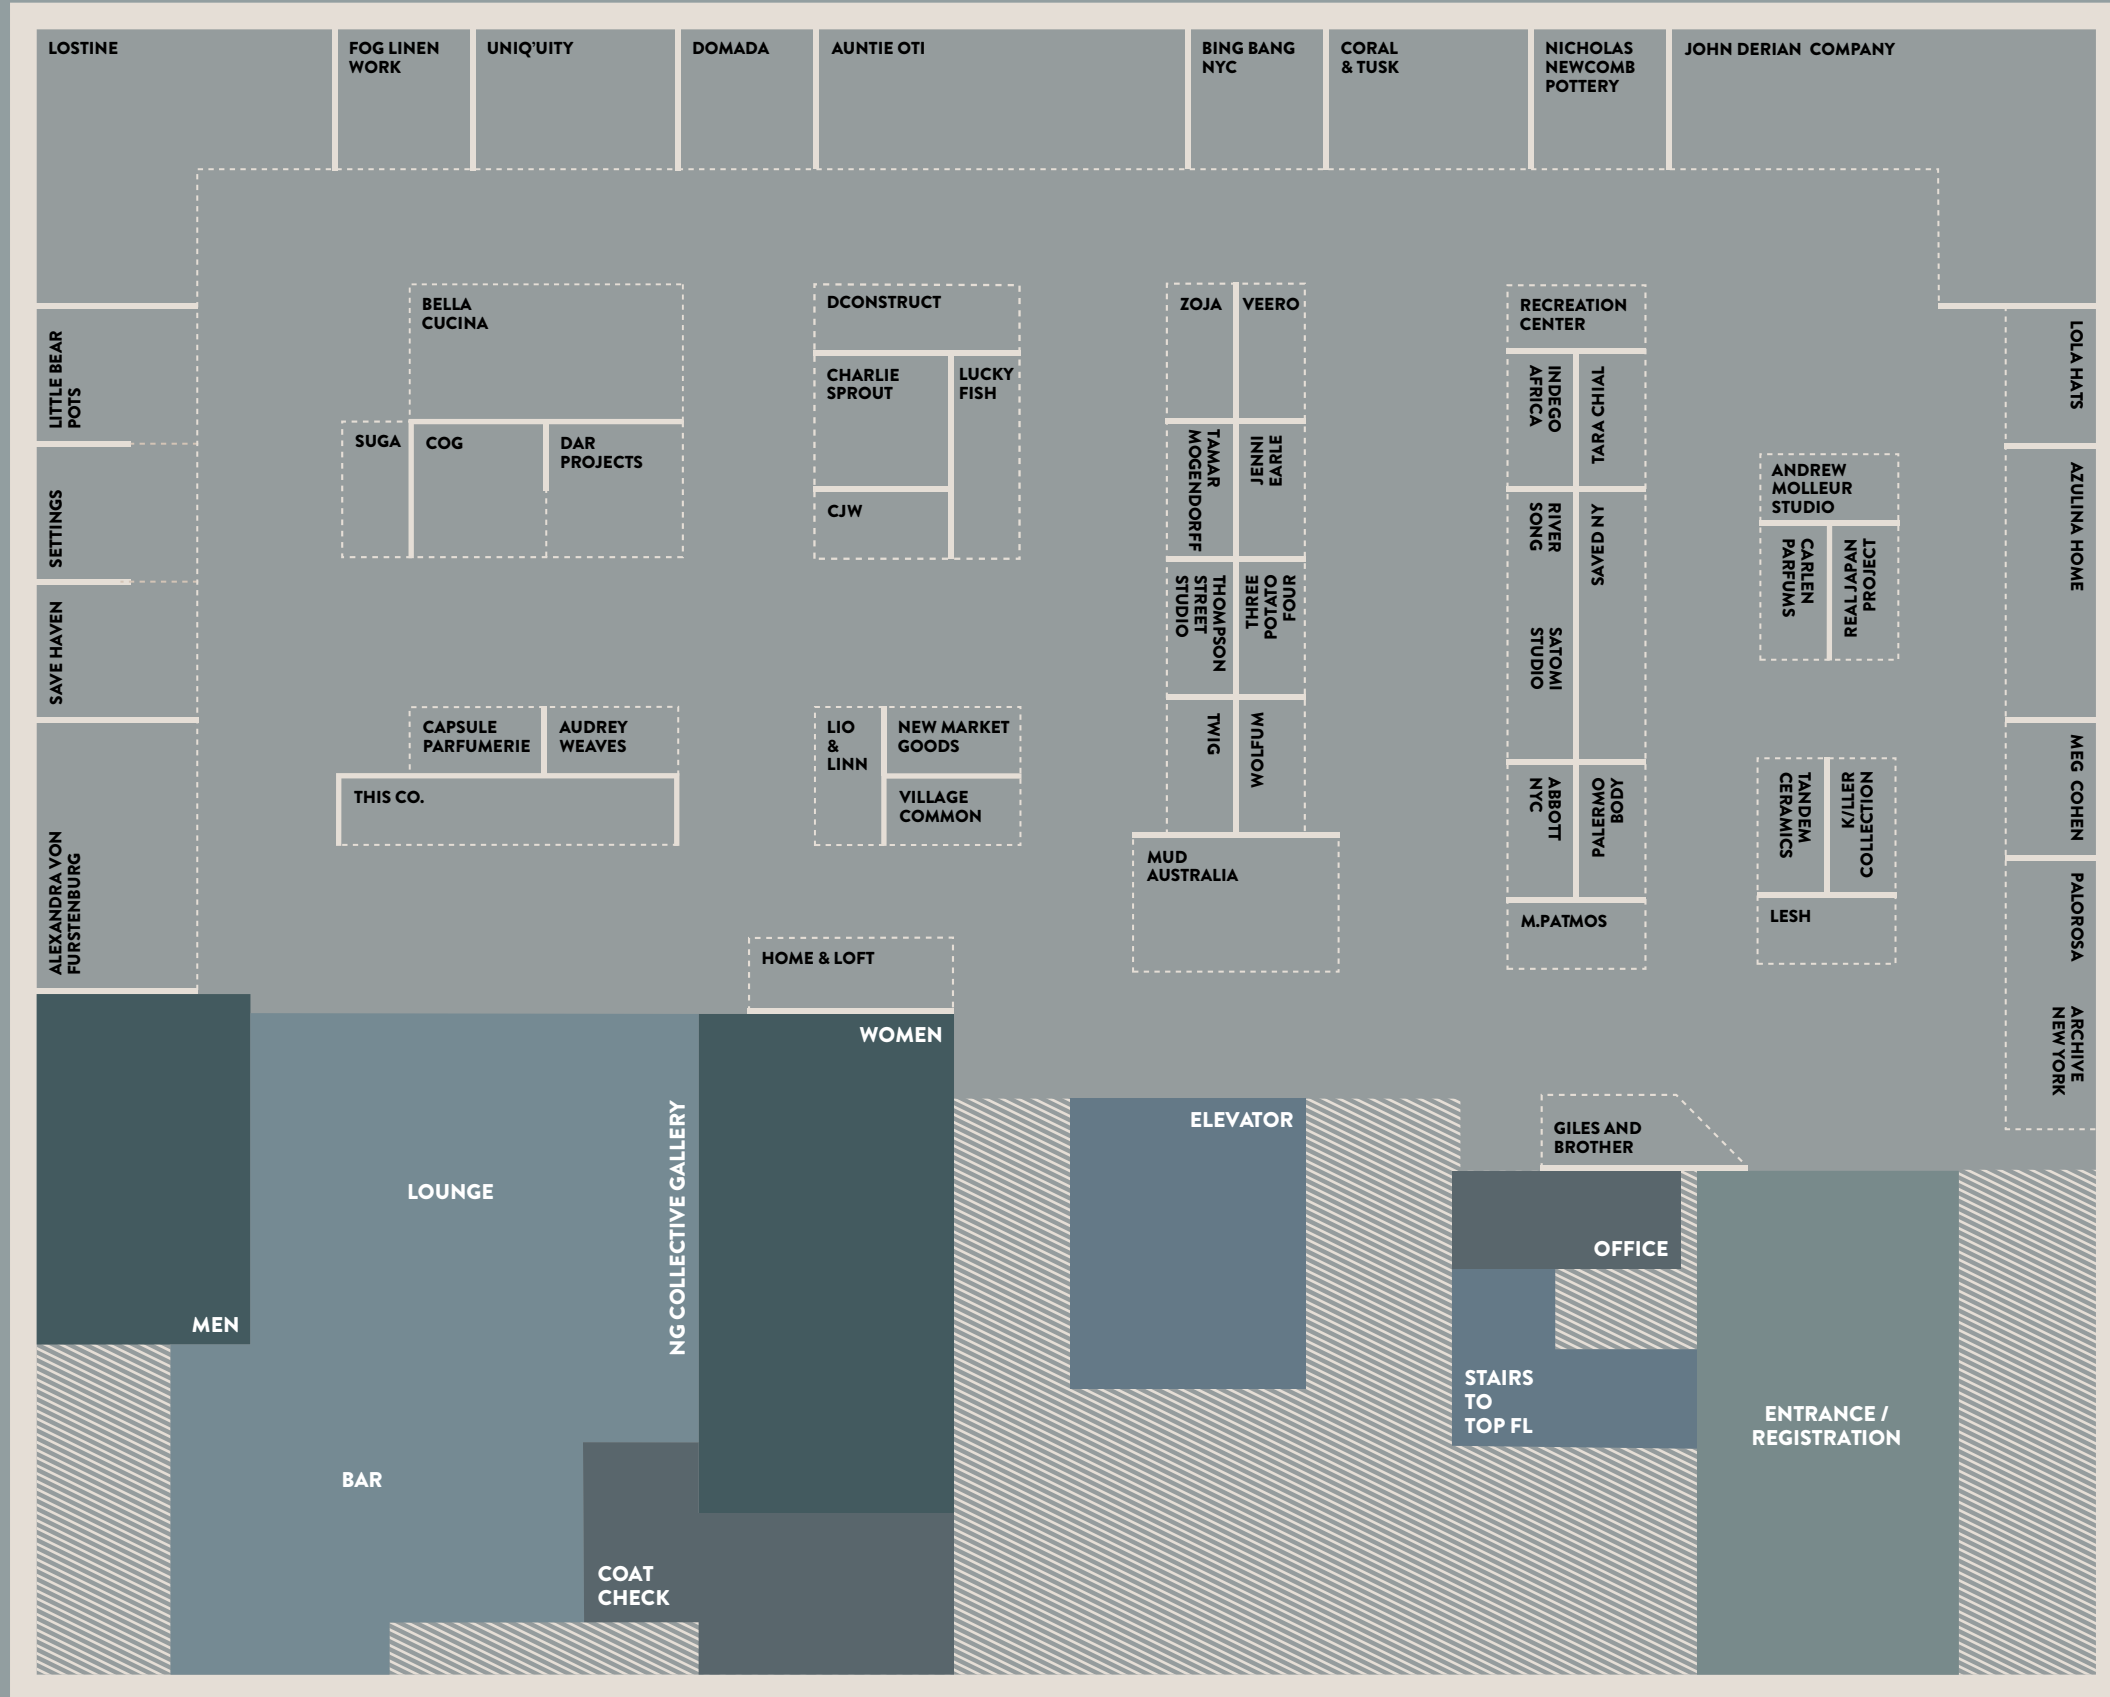 LOSTINE
FOG LINEN
WORK
UNIQ'UITY
DOMADA
AUNTIE OTI
BING BANG
NYC
CORAL
& TUSK
NICHOLAS
NEWCOMB
POTTERY
JOHN DERIAN COMPANY
LITTLE BEAR
POTS
SETTINGS
SAVE HAVEN
ALEXANDRA VON
FURSTENBURG
BELLA
CUCINA
SUGA
COG
DAR
PROJECTS
CAPSULE
PARFUMERIE
AUDREY
WEAVES
THIS CO.
DCONSTRUCT
CHARLIE
SPROUT
LUCKY
FISH
CJW
LIO
&
LINN
NEW MARKET
GOODS
VILLAGE
COMMON
HOME & LOFT
ZOJA
VEERO
TAMAR
MOGENDORFF
JENNI
EARLE
THOMPSON
STREET
STUDIO
THREE
POTATO
FOUR
TWIG
WOLFUM
MUD
AUSTRALIA
RECREATION
CENTER
INDEGO
AFRICA
TARA CHIAL
RIVER
SONG
SAVED NY
SATOMI
STUDIO
ABBOTT
NYC
PALERMO
BODY
M.PATMOS
ANDREW
MOLLEUR
STUDIO
CARLEN
PARFUMS
REAL JAPAN
PROJECT
TANDEM
CERAMICS
K/LLER
COLLECTION
LESH
LOLA HATS
AZULINA HOME
MEG COHEN
PALOROSA
ARCHIVE
NEW YORK
GILES AND
BROTHER
MEN
LOUNGE
BAR
NG COLLECTIVE GALLERY
WOMEN
COAT
CHECK
ELEVATOR
OFFICE
STAIRS
TO
TOP FL
ENTRANCE /
REGISTRATION